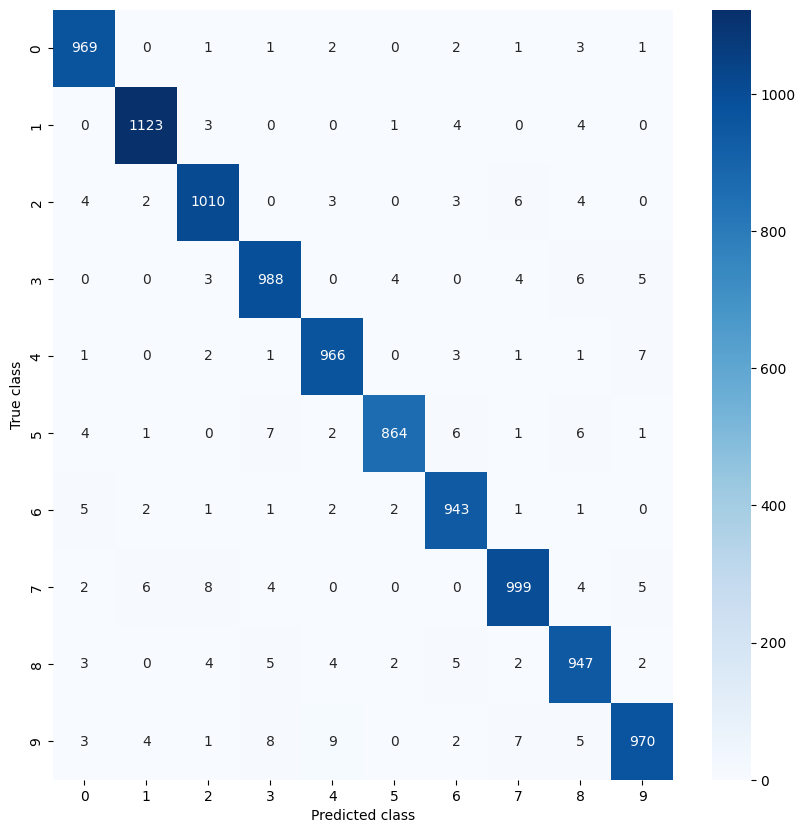 0 969 0 1 1 2 0 2 1 3 1
1 0 1123 3 0 0 1 4 0 4 0
2 4 2 1010 0 3 0 3 6 4 0
3 0 0 3 988 0 4 0 4 6 5
4 1 0 2 1 966 0 3 1 1 7
5 4 1 0 7 2 864 6 1 6 1
6 5 2 1 1 2 2 943 1 1 0
7 2 6 8 4 0 0 0 999 4 5
8 3 0 4 5 4 2 5 2 947 2
9 3 4 1 8 9 0 2 7 5 970
0 1 2 3 4 5 6 7 8 9
Predicted class
True class
1000
800
600
400
200
0